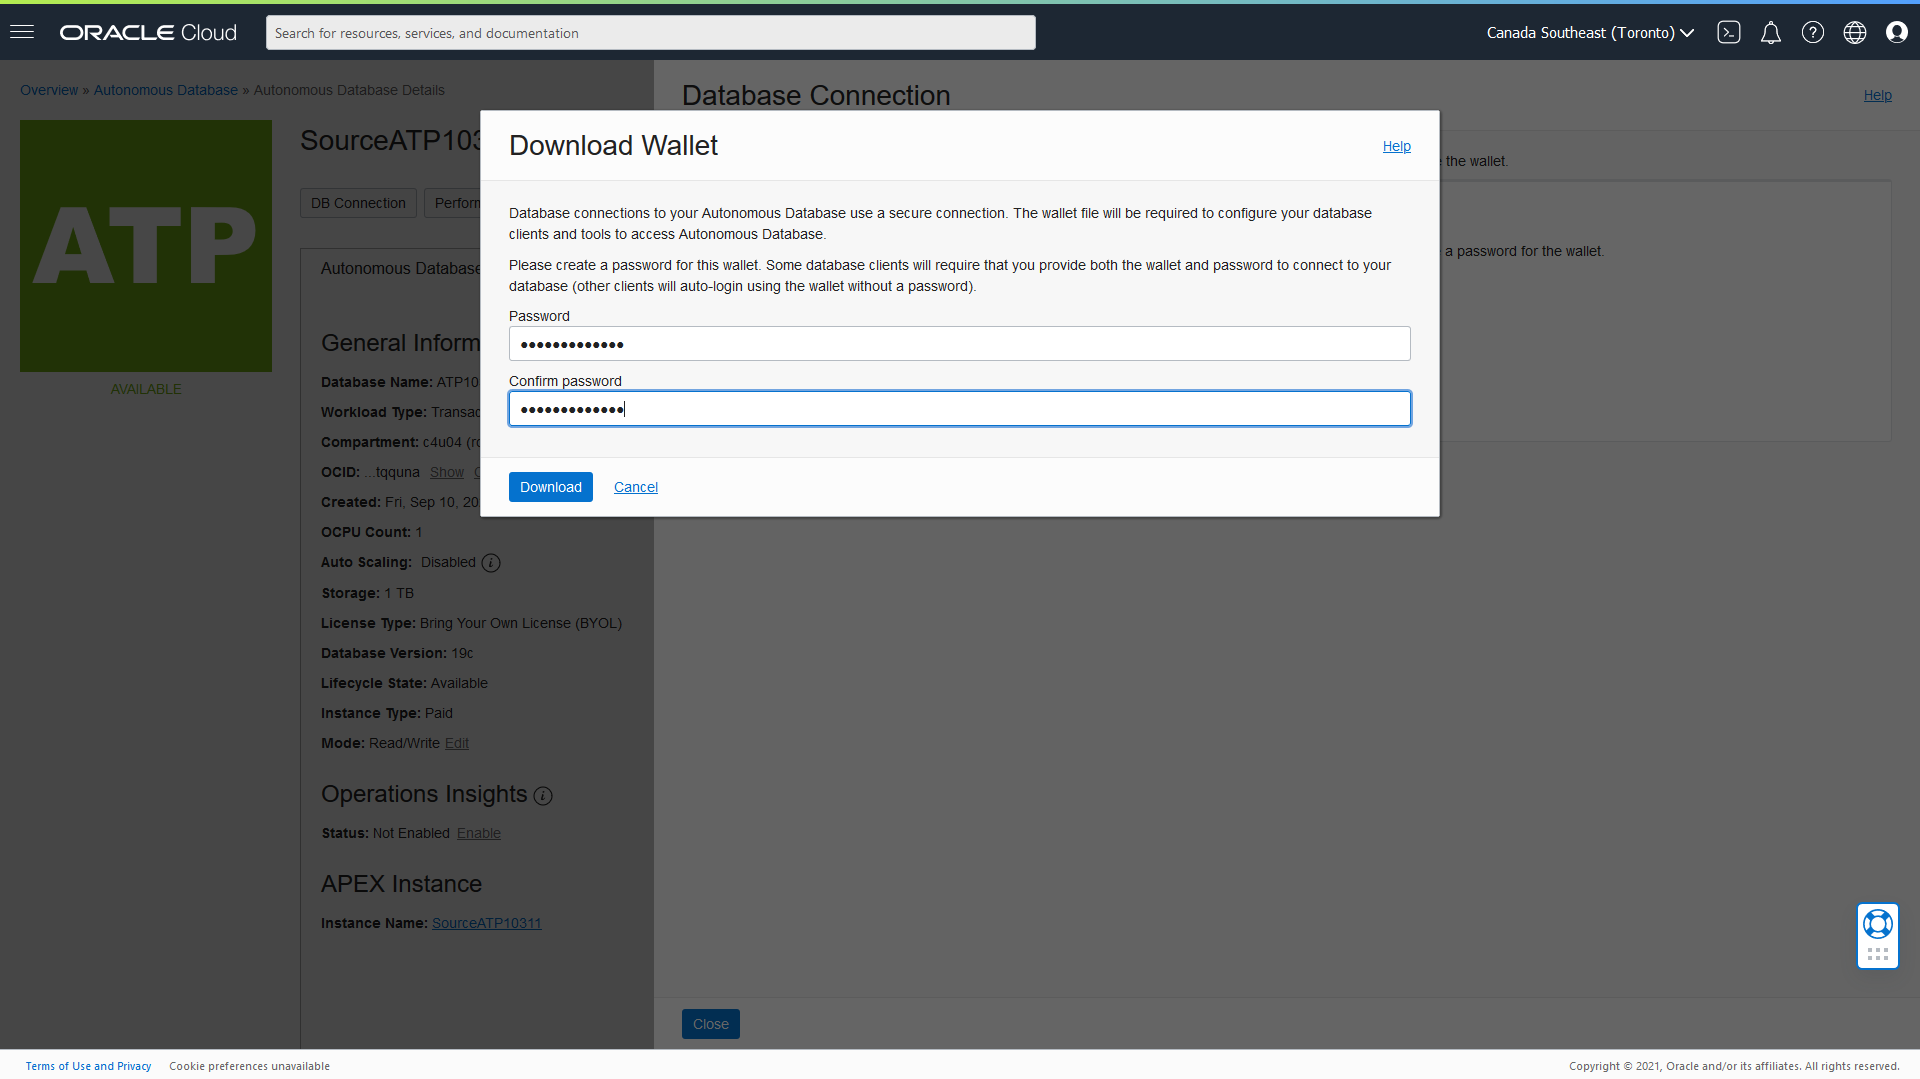 ORACLE Cloud
Search for resources, services, and documentation
Canada Southeast (Toronto)
Overview » Autonomous Database » Autonomous Database Details
ATP
AVAILABLE
SourceATP103
DB Connection
Perform
Autonomous Database
General Inform
Database Name: ATP10
Workload Type: Transac
Compartment: c4u04 (ro
OCID: ...tqquna Show
Created: Fri, Sep 10, 20
OCPU Count: 1
Auto Scaling: Disabled
Storage: 1 TB
License Type: Bring Your Own License (BYOL)
Database Version: 19c
Lifecycle State: Available
Instance Type: Paid
Mode: Read/Write Edit
Operations Insights
Status: Not Enabled Enable
APEX Instance
Instance Name: SourceATP10311
Database Connection
Help
the wallet.
a password for the wallet.
Download Wallet
Help
Database connections to your Autonomous Database use a secure connection. The wallet file will be required to configure your database
clients and tools to access Autonomous Database.
Please create a password for this wallet. Some database clients will require that you provide both the wallet and password to connect to your
database (other clients will auto-login using the wallet without a password).
Password
•••••••••••••
Confirm password
•••••••••••••
Download
Cancel
Close
Terms of Use and Privacy
Cookie preferences unavailable
Copyright © 2021, Oracle and/or its affiliates. All rights reserved.